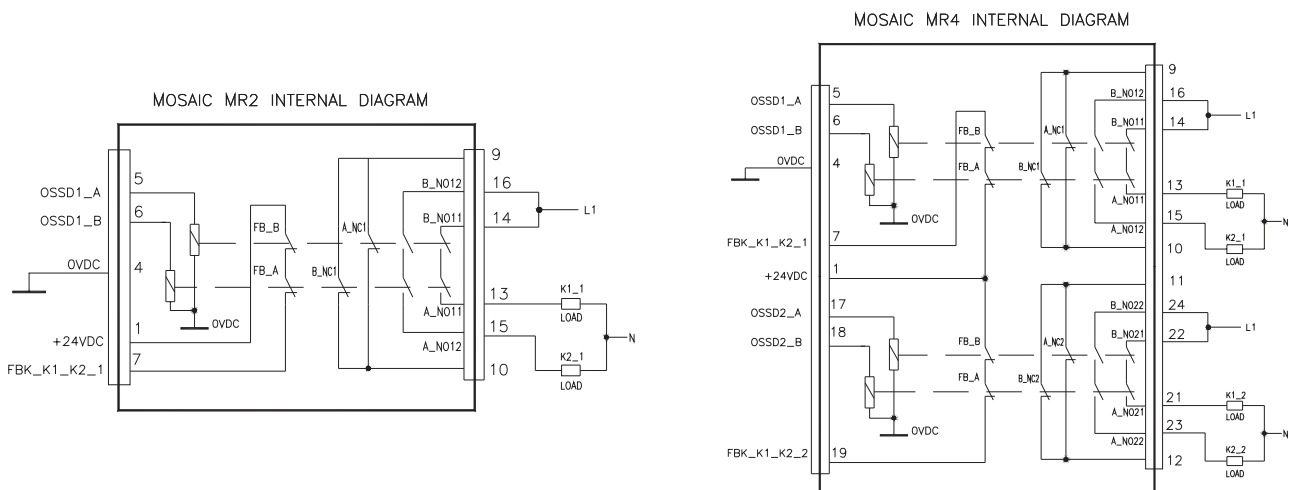 MOSAIC MR2 INTERNAL DIAGRAM
5
OSSD1_A
6
OSSD1_B
0VDC
4
1
+24VDC
7
FBK_K1_K2_1
0VDC
FB_B
FB_A
B_NC1
A_NC1
B_NO12
B_NO11
A_NO11
A_NO12
9
16
14
L1
13
15
10
K1_1
LOAD
K2_1
LOAD
N
MOSAIC MR4 INTERNAL DIAGRAM
5
OSSD1_A
6
OSSD1_B
0VDC
4
7
FBK_K1_K2_1
1
+24VDC
17
OSSD2_A
18
OSSD2_B
19
FBK_K1_K2_2
0VDC
FB_B
FB_A
B_NC1
A_NC1
B_NO12
B_NO11
A_NO11
A_NO12
9
16
14
L1
13
15
10
K1_1
LOAD
K2_1
LOAD
N
0VDC
FB_B
FB_A
B_NC2
A_NC2
B_NO22
B_NO21
A_NO21
A_NO22
11
24
22
L1
21
23
12
K1_2
LOAD
K2_2
LOAD
N